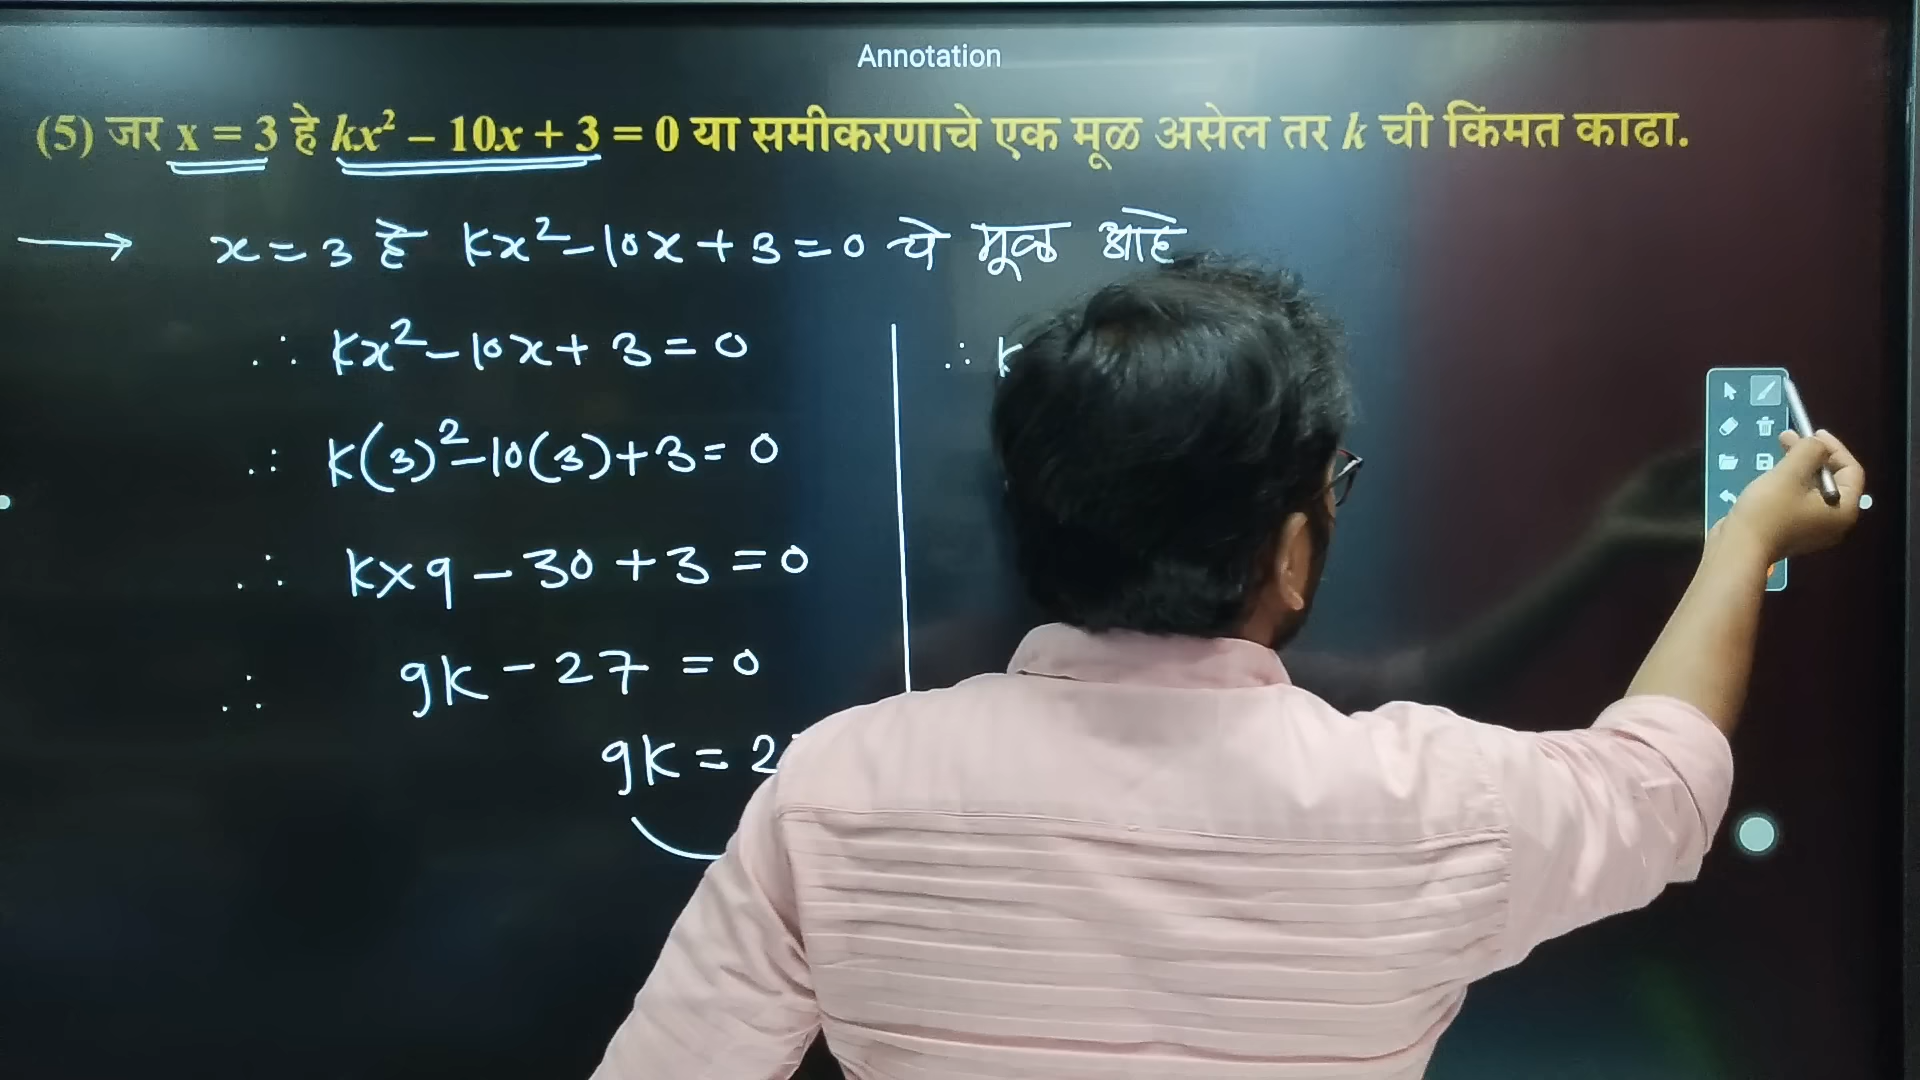 Annotation
(5) जर x = 3 हे kx² – 10x + 3 = 0 या समीकरणाचे एक मूळ असेल तर k ची किंमत काढा.
→ x = 3 हे kx² – 10x + 3 = 0 चे मूळ आहे
∴ kx² – 10x + 3 = 0
∴ k(3)² – 10(3) + 3 = 0
∴ k×9 – 30 + 3 = 0
∴ 9k – 27 = 0
9k = 2
∴ k